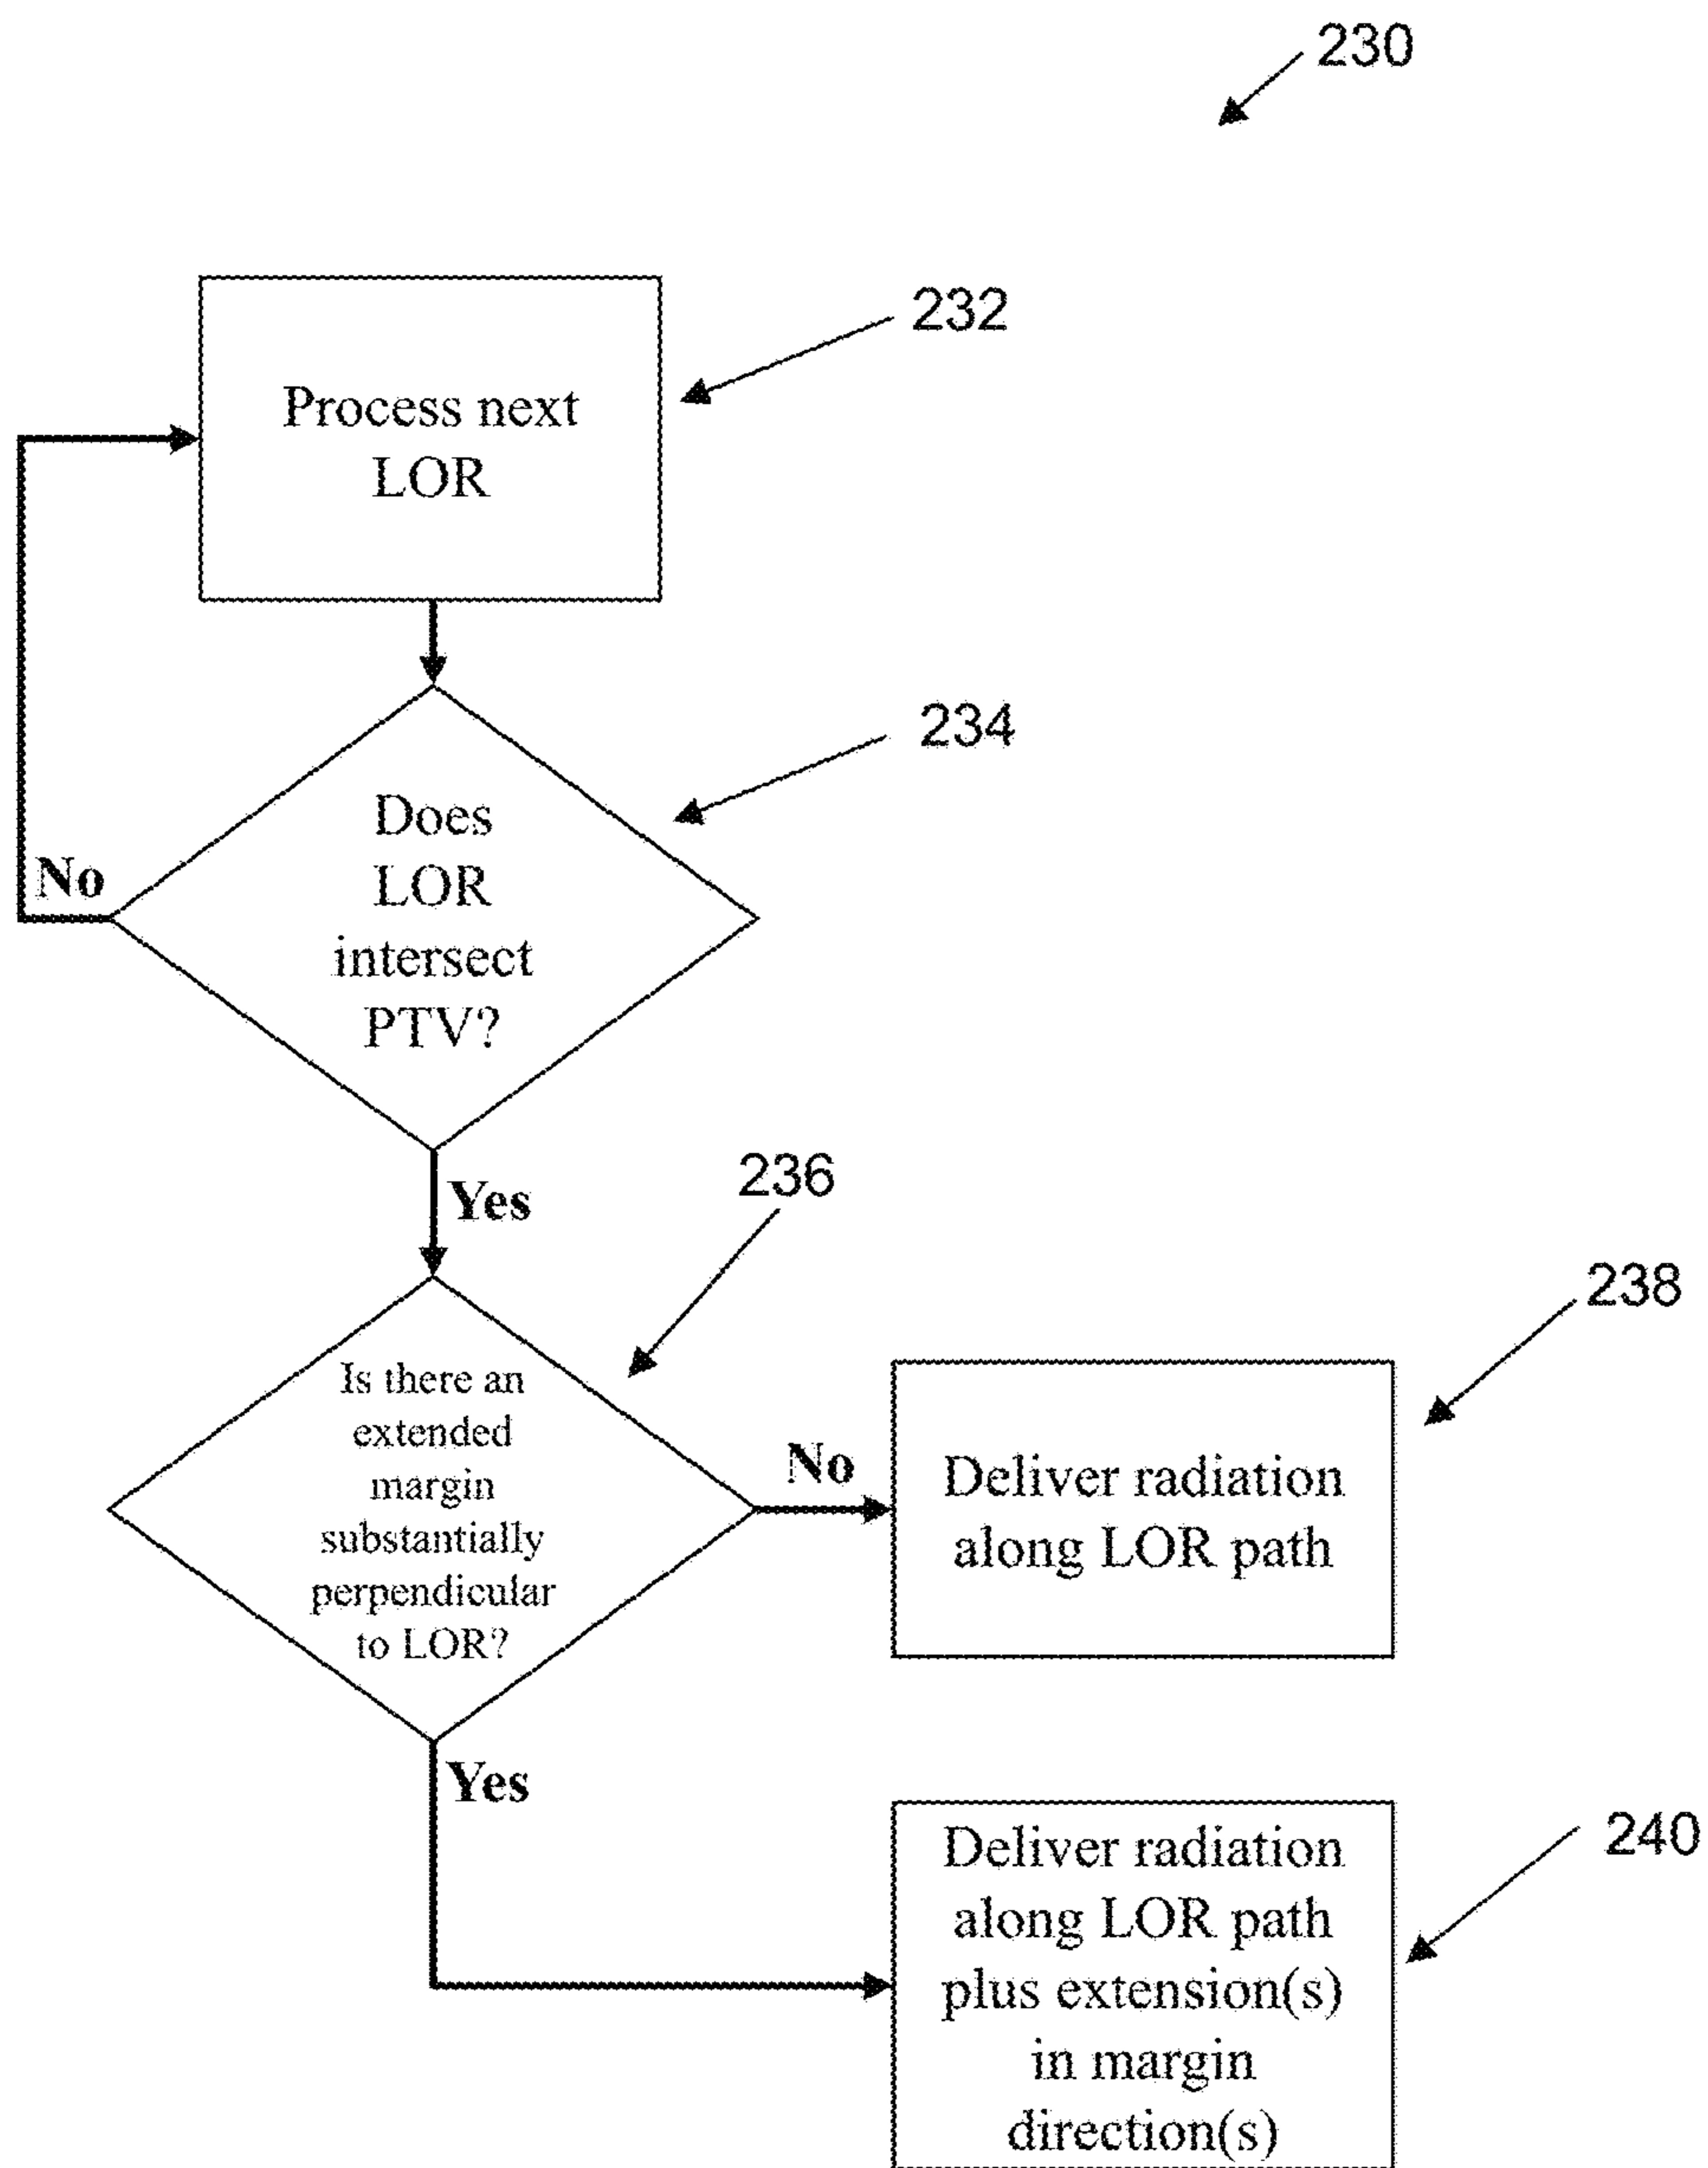 230
232
Process next
LOR
234
Does
LOR
intersect
PTV?
No
Yes
236
Is there an
extended
margin
substantially
perpendicular
to LOR?
No
238
Deliver radiation
along LOR path
Yes
240
Deliver radiation
along LOR path
plus extension(s)
in margin
direction(s)